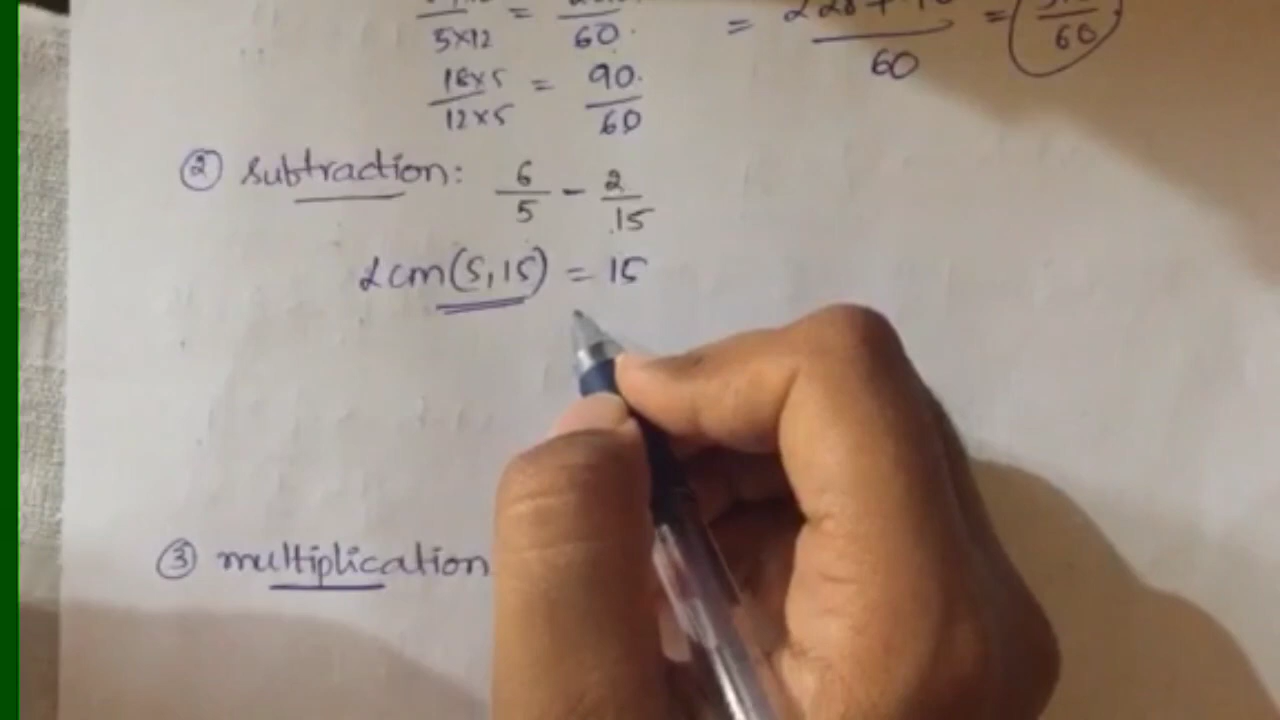 5×12 = 60 = 60 = 60
18×5 / 12×5 = 90 / 60
② subtraction: 6/5 - 2/15
Lcm(5,15) = 15
③ multiplication